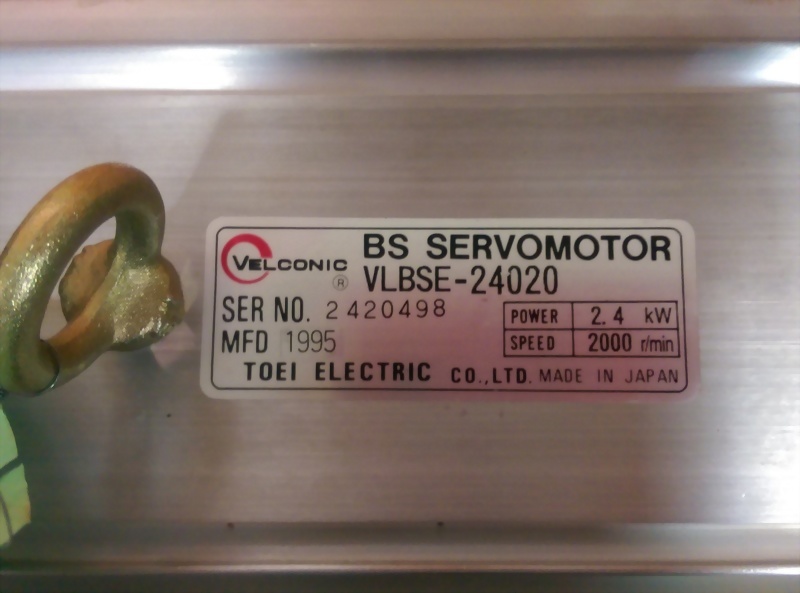 BS SERVOMOTOR
VELCONIC ® VLBSE-24020
SER NO. 2420498
POWER 2.4 kW
MFD 1995
SPEED 2000 r/min
TOEI ELECTRIC CO.,LTD. MADE IN JAPAN